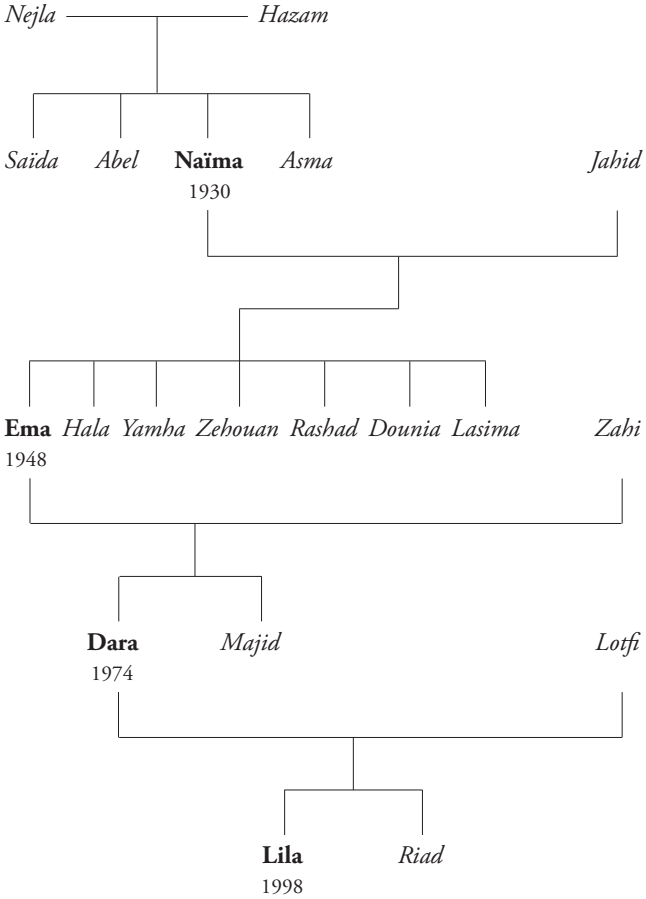 Nejla Hazam
Saïda Abel Naïma Asma Jahid
1930
Ema Hala Yamha Zehouan Rashad Dounia Lasima Zahi
1948
Dara Majid Lotfi
1974
Lila Riad
1998